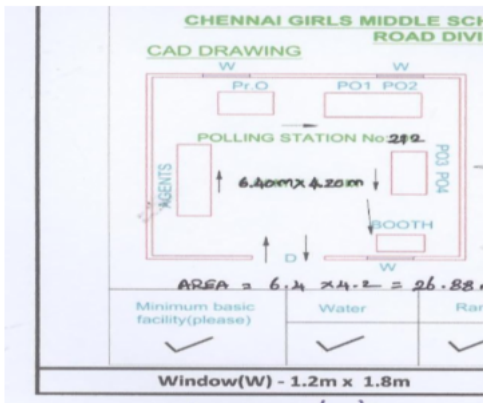 CHENNAI GIRLS MIDDLE SCH
ROAD DIVI
CAD DRAWING
W W
Pr.O PO1 PO2
POLLING STATION No:212
AGENTS
6.40m x 4.20m
PO3 PO4
BOOTH
D
W
AREA = 6.4 x 4.2 = 26.88
Minimum basic
facility(please)
Water
Ra
Window(W) - 1.2m x 1.8m